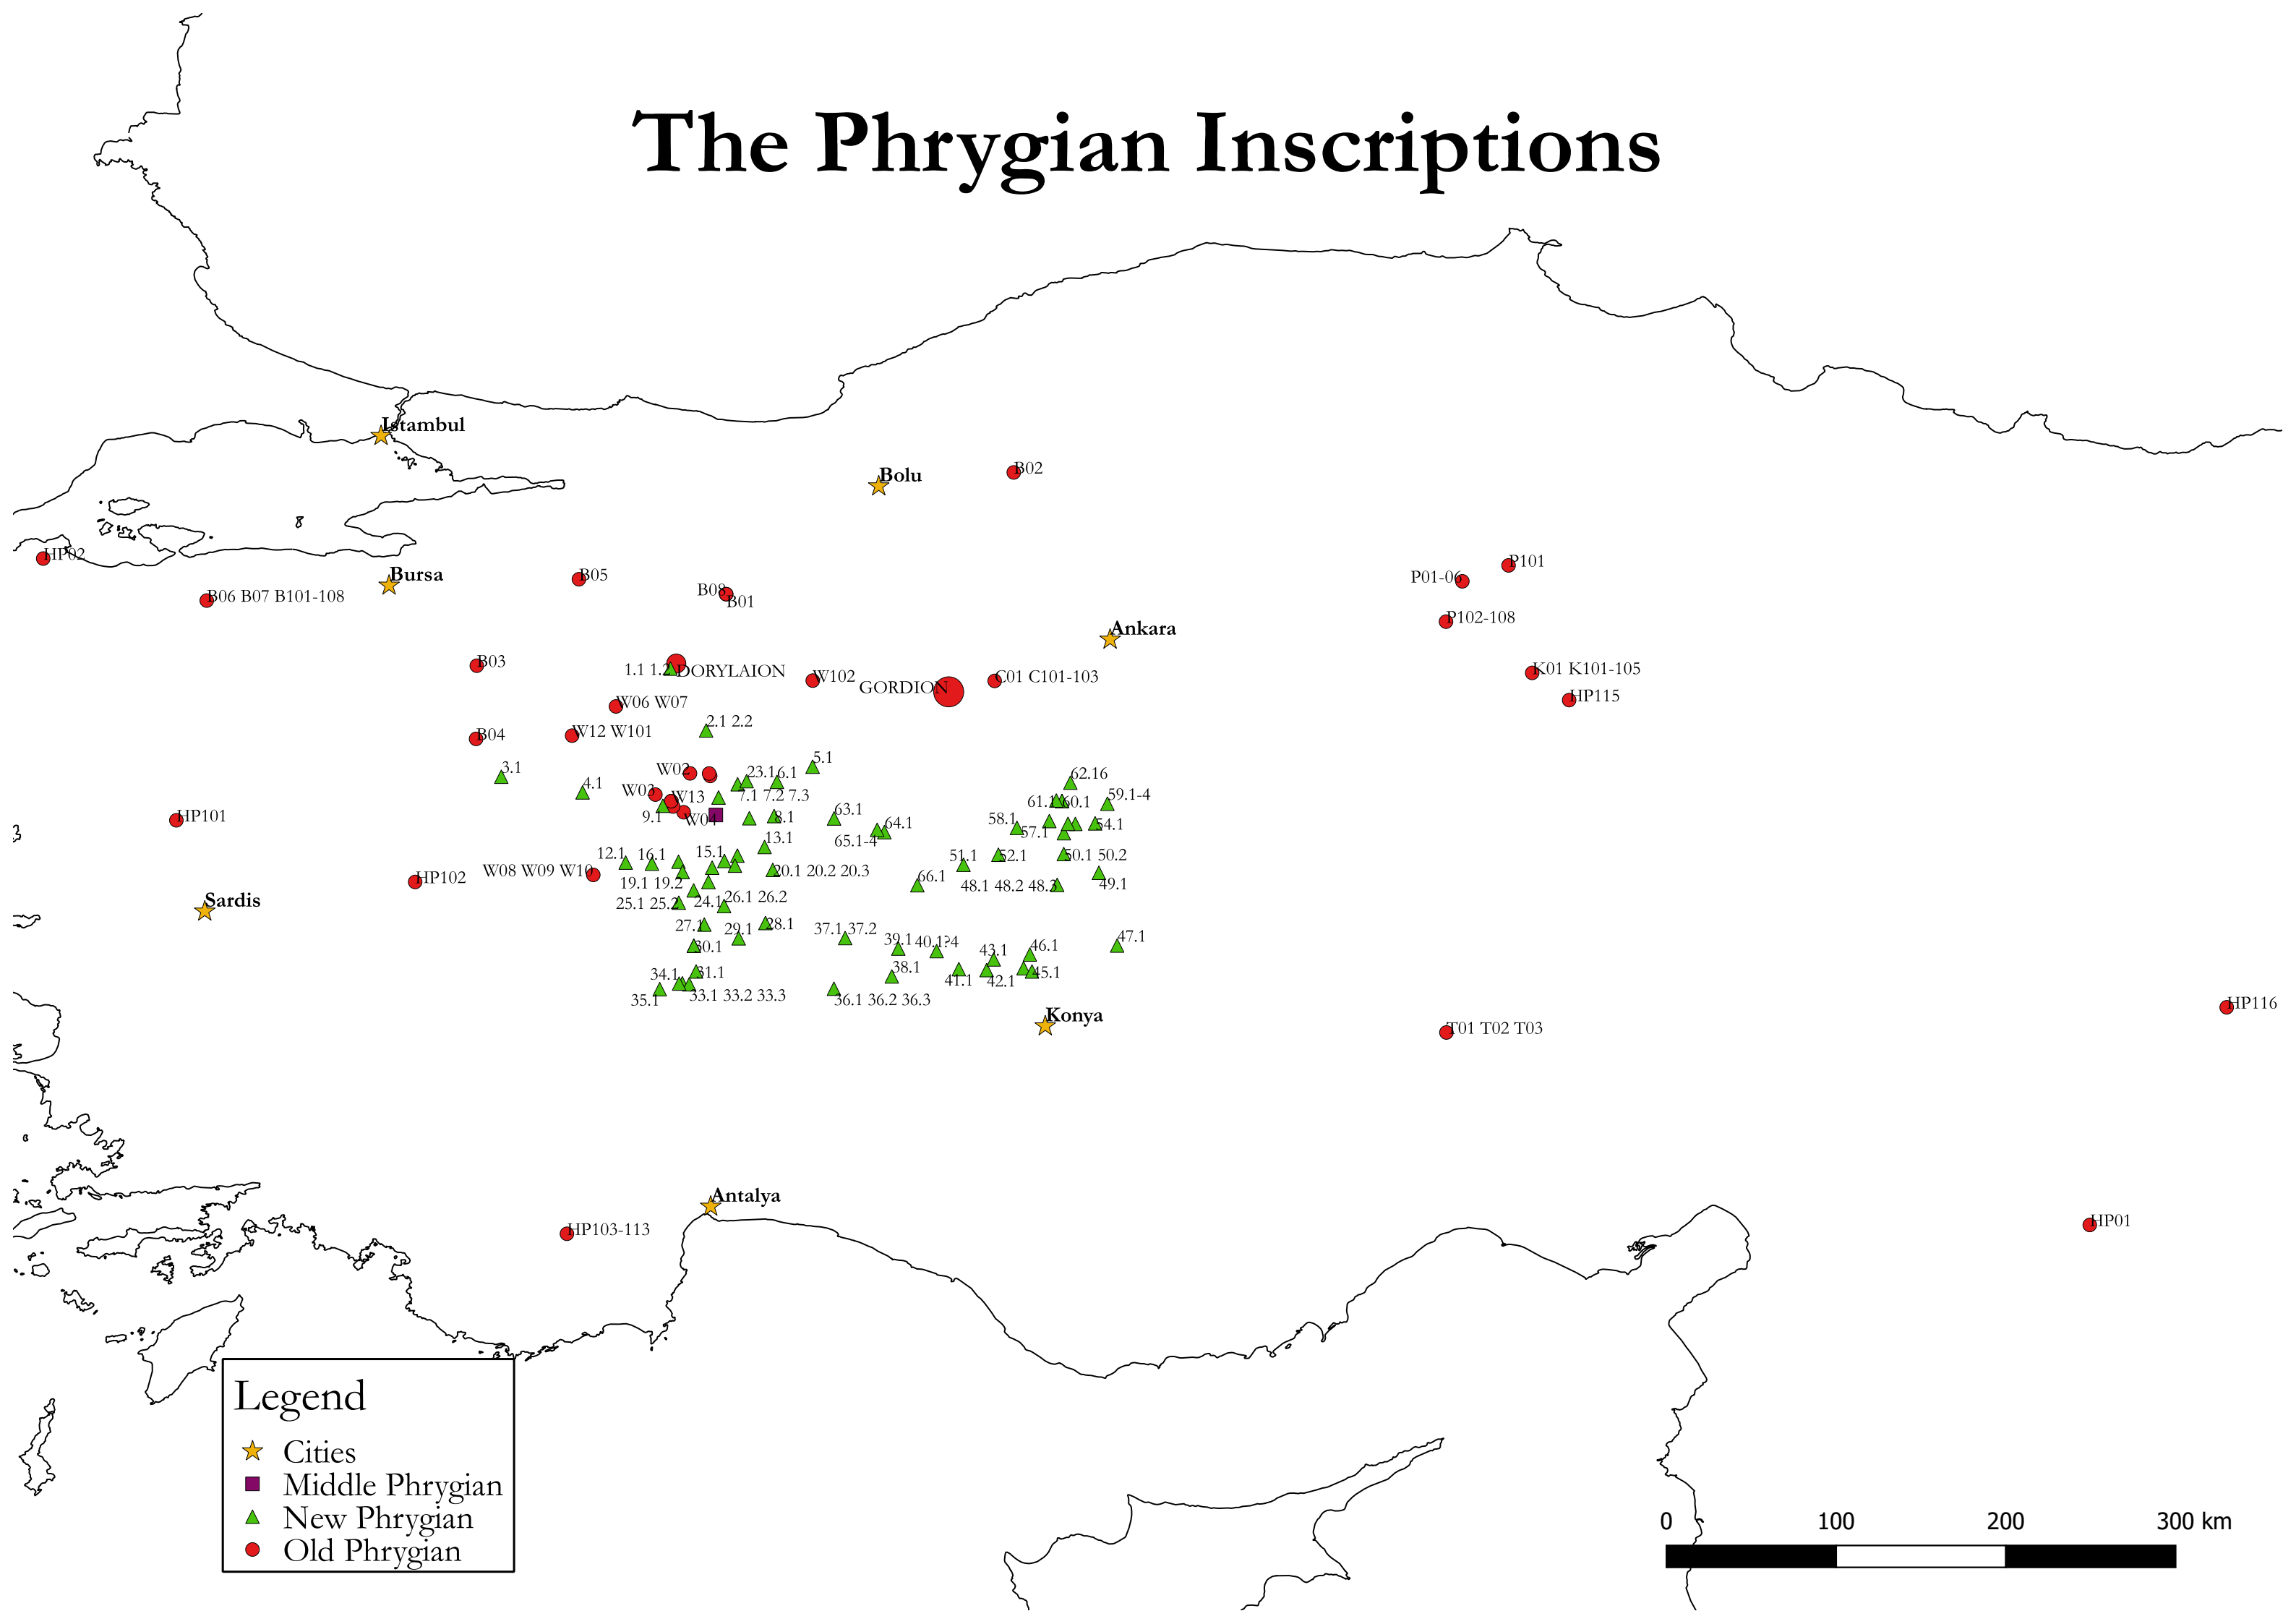 The Phrygian Inscriptions
Istambul
Bolu
B02
HP02
Bursa
B05
P101
P01-06
B06 B07 B101-108
B08
B01
P102-108
Ankara
B03
1.1 1.2
DORYLAION
W102
GORDION
C01 C101-103
K01 K101-105
HP115
W06 W07
2.1 2.2
B04
W12 W101
3.1
5.1
W02
23.1
6.1
62.16
4.1
W03
W13
7.1 7.2 7.3
59.1-4
61.1
60.1
HP101
9.1
W04
8.1
63.1
64.1
58.1
57.1
54.1
65.1-4
13.1
12.1
16.1
15.1
51.1
52.1
50.1 50.2
HP102
W08 W09 W10
19.1 19.2
20.1 20.2 20.3
66.1
48.1 48.2 48.3
49.1
Sardis
25.1 25.2
24.1
26.1 26.2
27.1
29.1
28.1
37.1 37.2
39.1
40.1?4
47.1
30.1
43.1
46.1
34.1
31.1
38.1
41.1
42.1
45.1
35.1
33.1 33.2 33.3
36.1 36.2 36.3
HP116
Konya
T01 T02 T03
Antalya
HP103-113
HP01
Legend
Cities
Middle Phrygian
New Phrygian
Old Phrygian
0 100 200 300 km